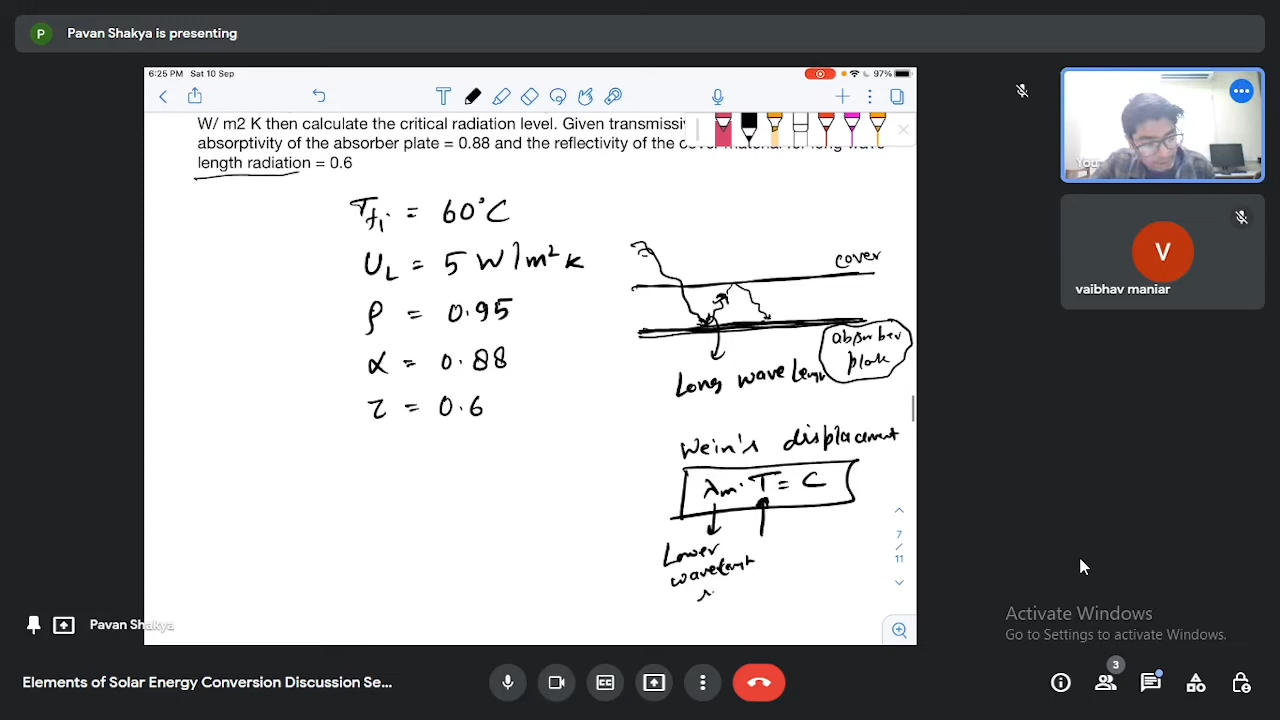 P Pavan Shakya is presenting
6:25 PM Sat 10 Sep
97%
W/ m2 K then calculate the critical radiation level. Given
absorptivity of the absorber plate = 0.88 and the reflectivity of the
length radiation = 0.6
Tfi = 60°C
UL = 5 W/m² K
ρ = 0.95
α = 0.88
τ = 0.6
cover
absorber
plate
Long wave
Wein's displacement
λm. T = C
Lower
7
/
11
You
V
vaibhav maniar
Pavan Shakya
Activate Windows
Go to Settings to activate Windows.
Elements of Solar Energy Conversion Discussion Se...
3